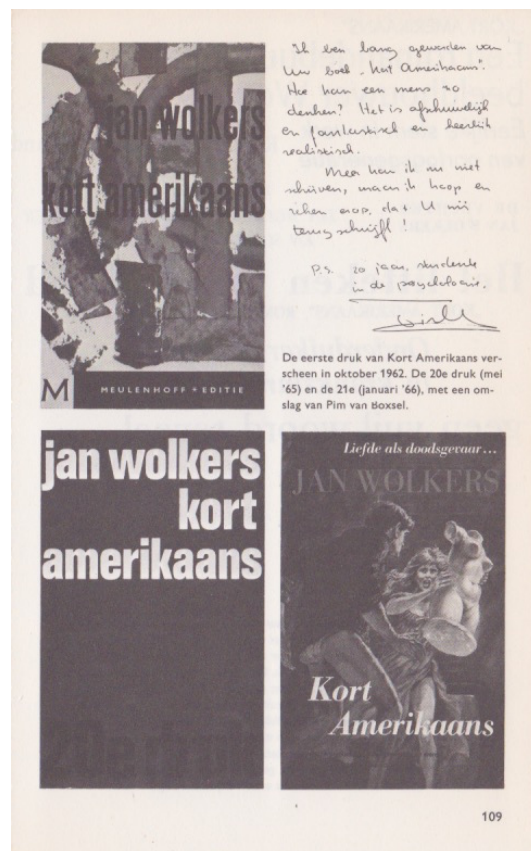 jan wolkers
kort amerikaans
M MEULENHOFF EDITIE
Ik ben bang geworden van
Uw boek "Kort Amerikaans".
Hoe kan een mens zo
denken? Het is afschuwelijk
en fantastisch en heerlijk
realistisch.
Meer kan ik nu niet
schrijven, maar ik hoop en
reken erop, dat U mij
terug schrijft!
P.S. 20 jaar, studente
in de psychologie.
De eerste druk van Kort Amerikaans ver-
scheen in oktober 1962. De 20e druk (mei
'65) en de 21e (januari '66), met een om-
slag van Pim van Boxsel.
jan wolkers
kort
amerikaans
Liefde als doodsgevaar...
JAN WOLKERS
Kort
Amerikaans
109